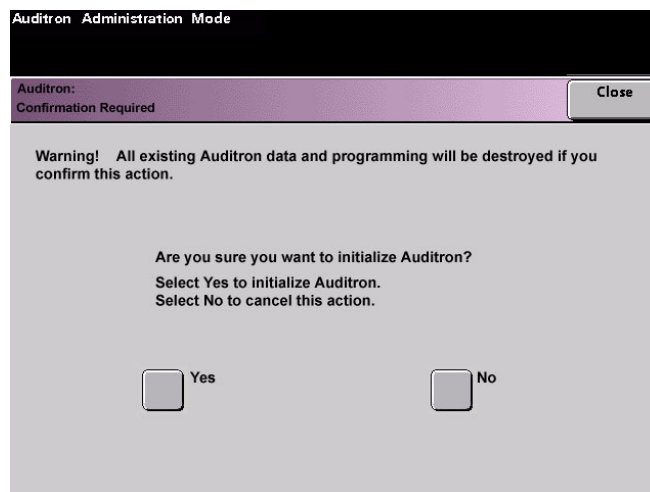 Auditron Administration Mode
Auditron:
Confirmation Required
Close
Warning! All existing Auditron data and programming will be destroyed if you
confirm this action.
Are you sure you want to initialize Auditron?
Select Yes to initialize Auditron.
Select No to cancel this action.
Yes
No